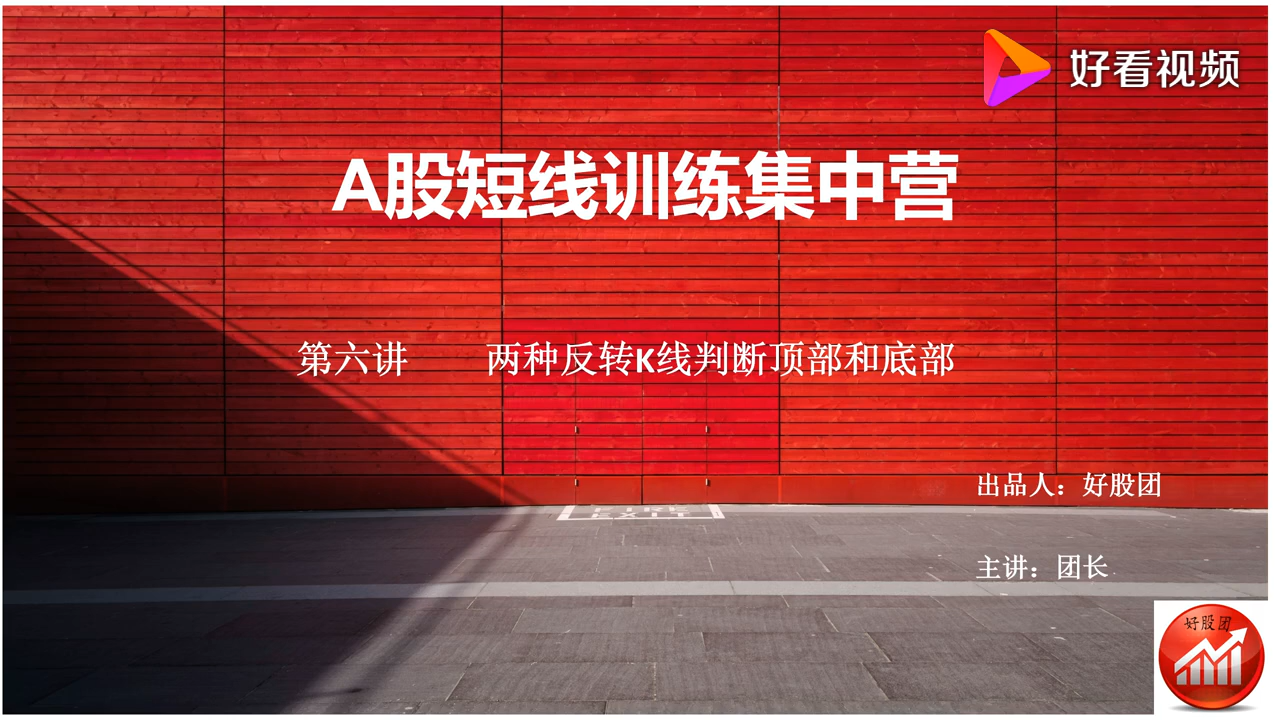 好看视频
A股短线训练集中营
第六讲 两种反转K线判断顶部和底部
出品人：好股团
FIRE
EXIT
主讲：团长
好股团